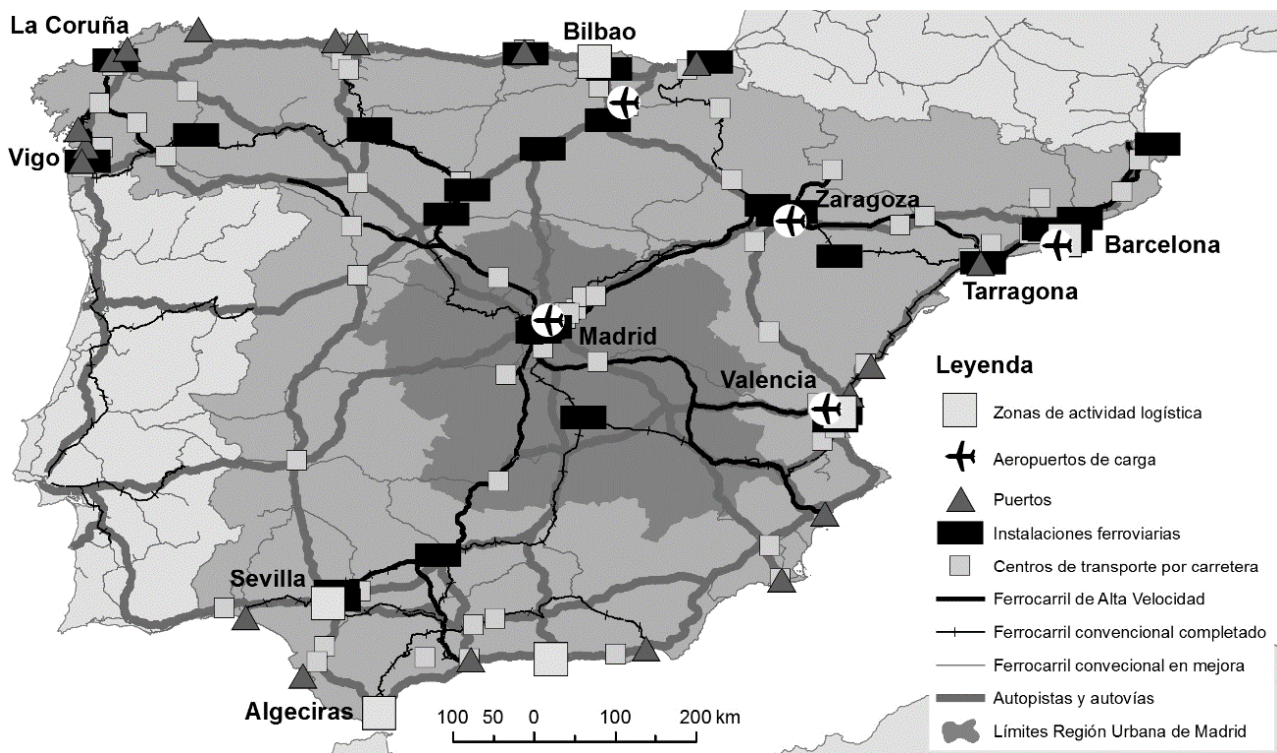 La Coruña
Bilbao
Vigo
Zaragoza
Barcelona
Tarragona
Madrid
Valencia
Sevilla
Algeciras
Leyenda
Zonas de actividad logística
Aeropuertos de carga
Puertos
Instalaciones ferroviarias
Centros de transporte por carretera
Ferrocarril de Alta Velocidad
Ferrocarril convencional completado
Ferrocarril convecional en mejora
Autopistas y autovías
Límites Región Urbana de Madrid
100 50 0 100 200 km